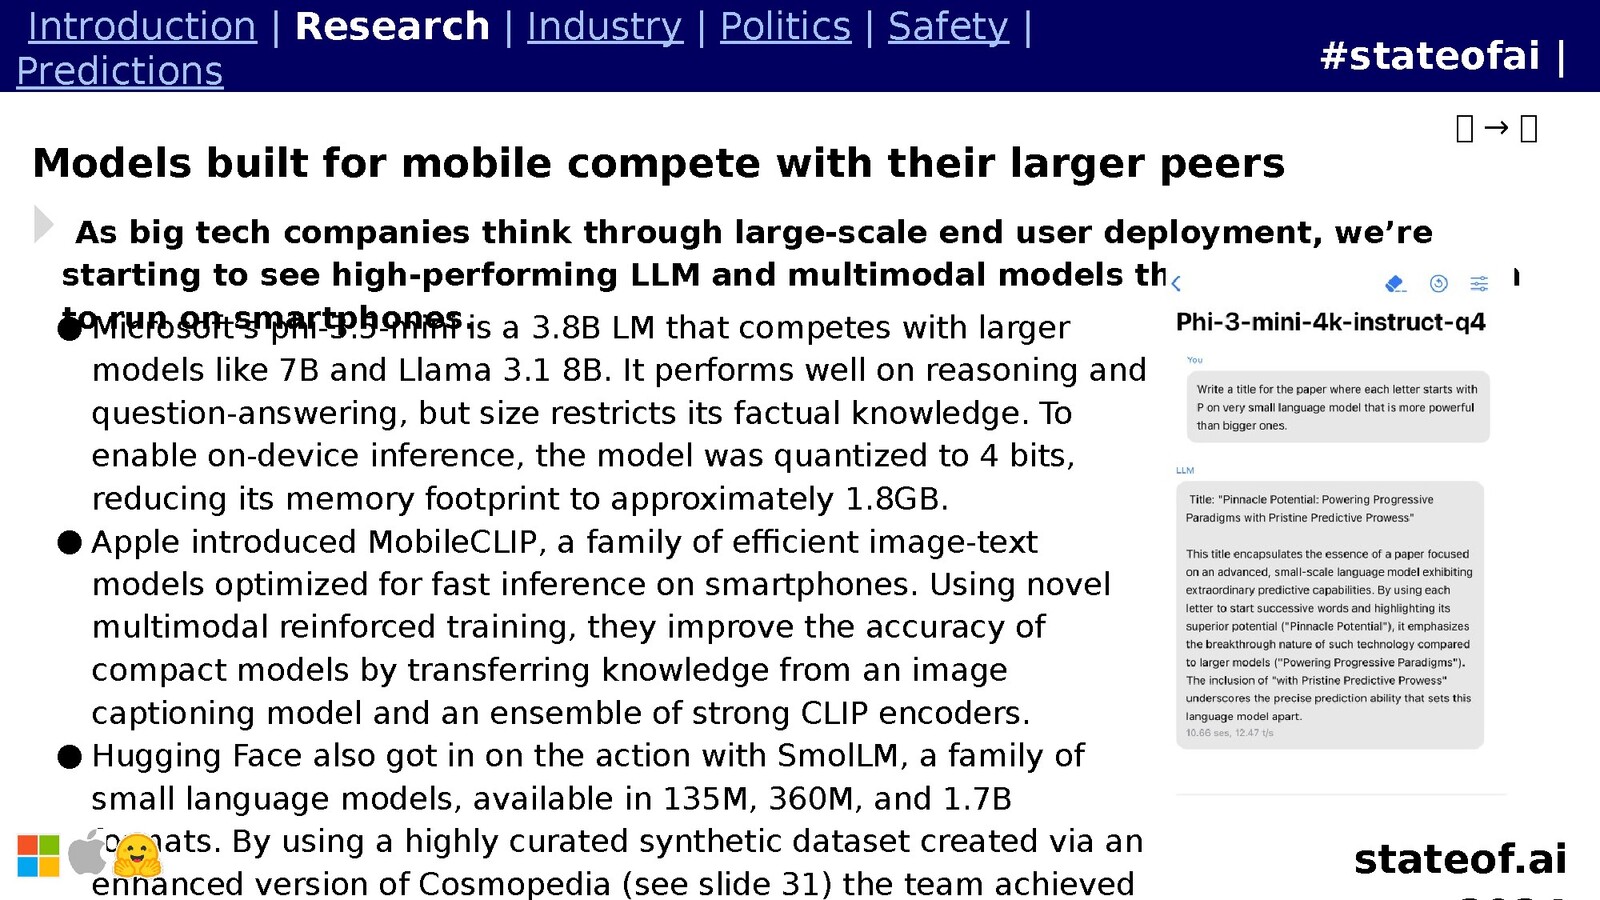 Introduction | Research | Industry | Politics | Safety |
Predictions
#stateofai |
→
Models built for mobile compete with their larger peers
As big tech companies think through large-scale end user deployment, we’re
starting to see high-performing LLM and multimodal models
to run on smartphones.
● Microsoft’s phi-3.5-mini is a 3.8B LM that competes with larger
models like 7B and Llama 3.1 8B. It performs well on reasoning and
question-answering, but size restricts its factual knowledge. To
enable on-device inference, the model was quantized to 4 bits,
reducing its memory footprint to approximately 1.8GB.
● Apple introduced MobileCLIP, a family of efficient image-text
models optimized for fast inference on smartphones. Using novel
multimodal reinforced training, they improve the accuracy of
compact models by transferring knowledge from an image
captioning model and an ensemble of strong CLIP encoders.
● Hugging Face also got in on the action with SmolLM, a family of
small language models, available in 135M, 360M, and 1.7B
formats. By using a highly curated synthetic dataset created via an
enhanced version of Cosmopedia (see slide 31) the team achieved
Phi-3-mini-4k-instruct-q4
You
Write a title for the paper where each letter starts with
P on very small language model that is more powerful
than bigger ones.
LLM
Title: "Pinnacle Potential: Powering Progressive
Paradigms with Pristine Predictive Prowess"
This title encapsulates the essence of a paper focused
on an advanced, small-scale language model exhibiting
extraordinary predictive capabilities. By using each
letter to start successive words and highlighting its
superior potential ("Pinnacle Potential"), it emphasizes
the breakthrough nature of such technology compared
to larger models ("Powering Progressive Paradigms").
The inclusion of "with Pristine Predictive Prowess"
underscores the precise prediction ability that sets this
language model apart.
10.66 ses, 12.47 t/s
stateof.ai